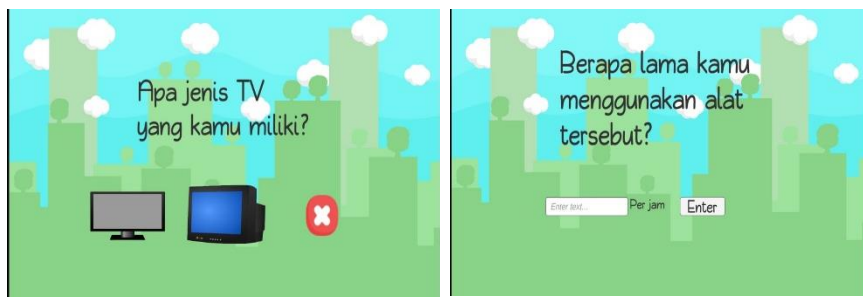 Apa jenis TV
yang kamu miliki?
Berapa lama kamu
menggunakan alat
tersebut?
Enter text... Per jam Enter